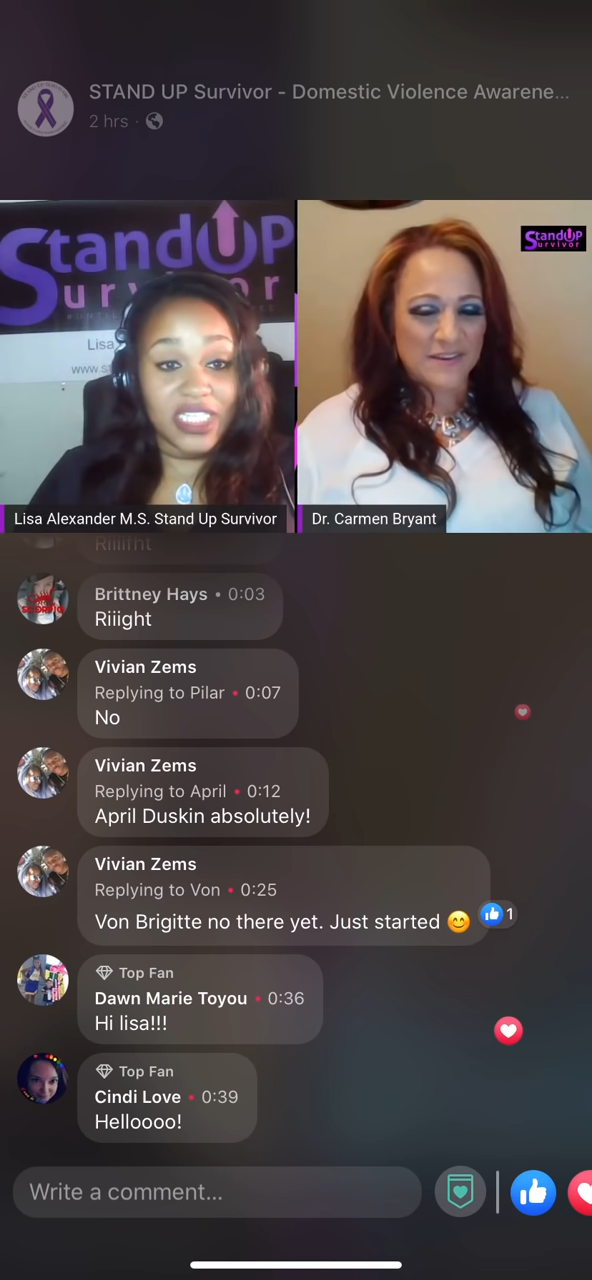 STAND UP Survivor - Domestic Violence Awarene...
2 hrs ·
StandUP
Survivor
Lisa
www.st
StandUP
Survivor
Lisa Alexander M.S. Stand Up Survivor
Dr. Carmen Bryant
Riiifht
Brittney Hays • 0:03
Riiight
Vivian Zems
Replying to Pilar • 0:07
No
Vivian Zems
Replying to April • 0:12
April Duskin absolutely!
Vivian Zems
Replying to Von • 0:25
Von Brigitte no there yet. Just started 😊
1
Top Fan
Dawn Marie Toyou • 0:36
Hi lisa!!!
Top Fan
Cindi Love • 0:39
Helloooo!
Write a comment...